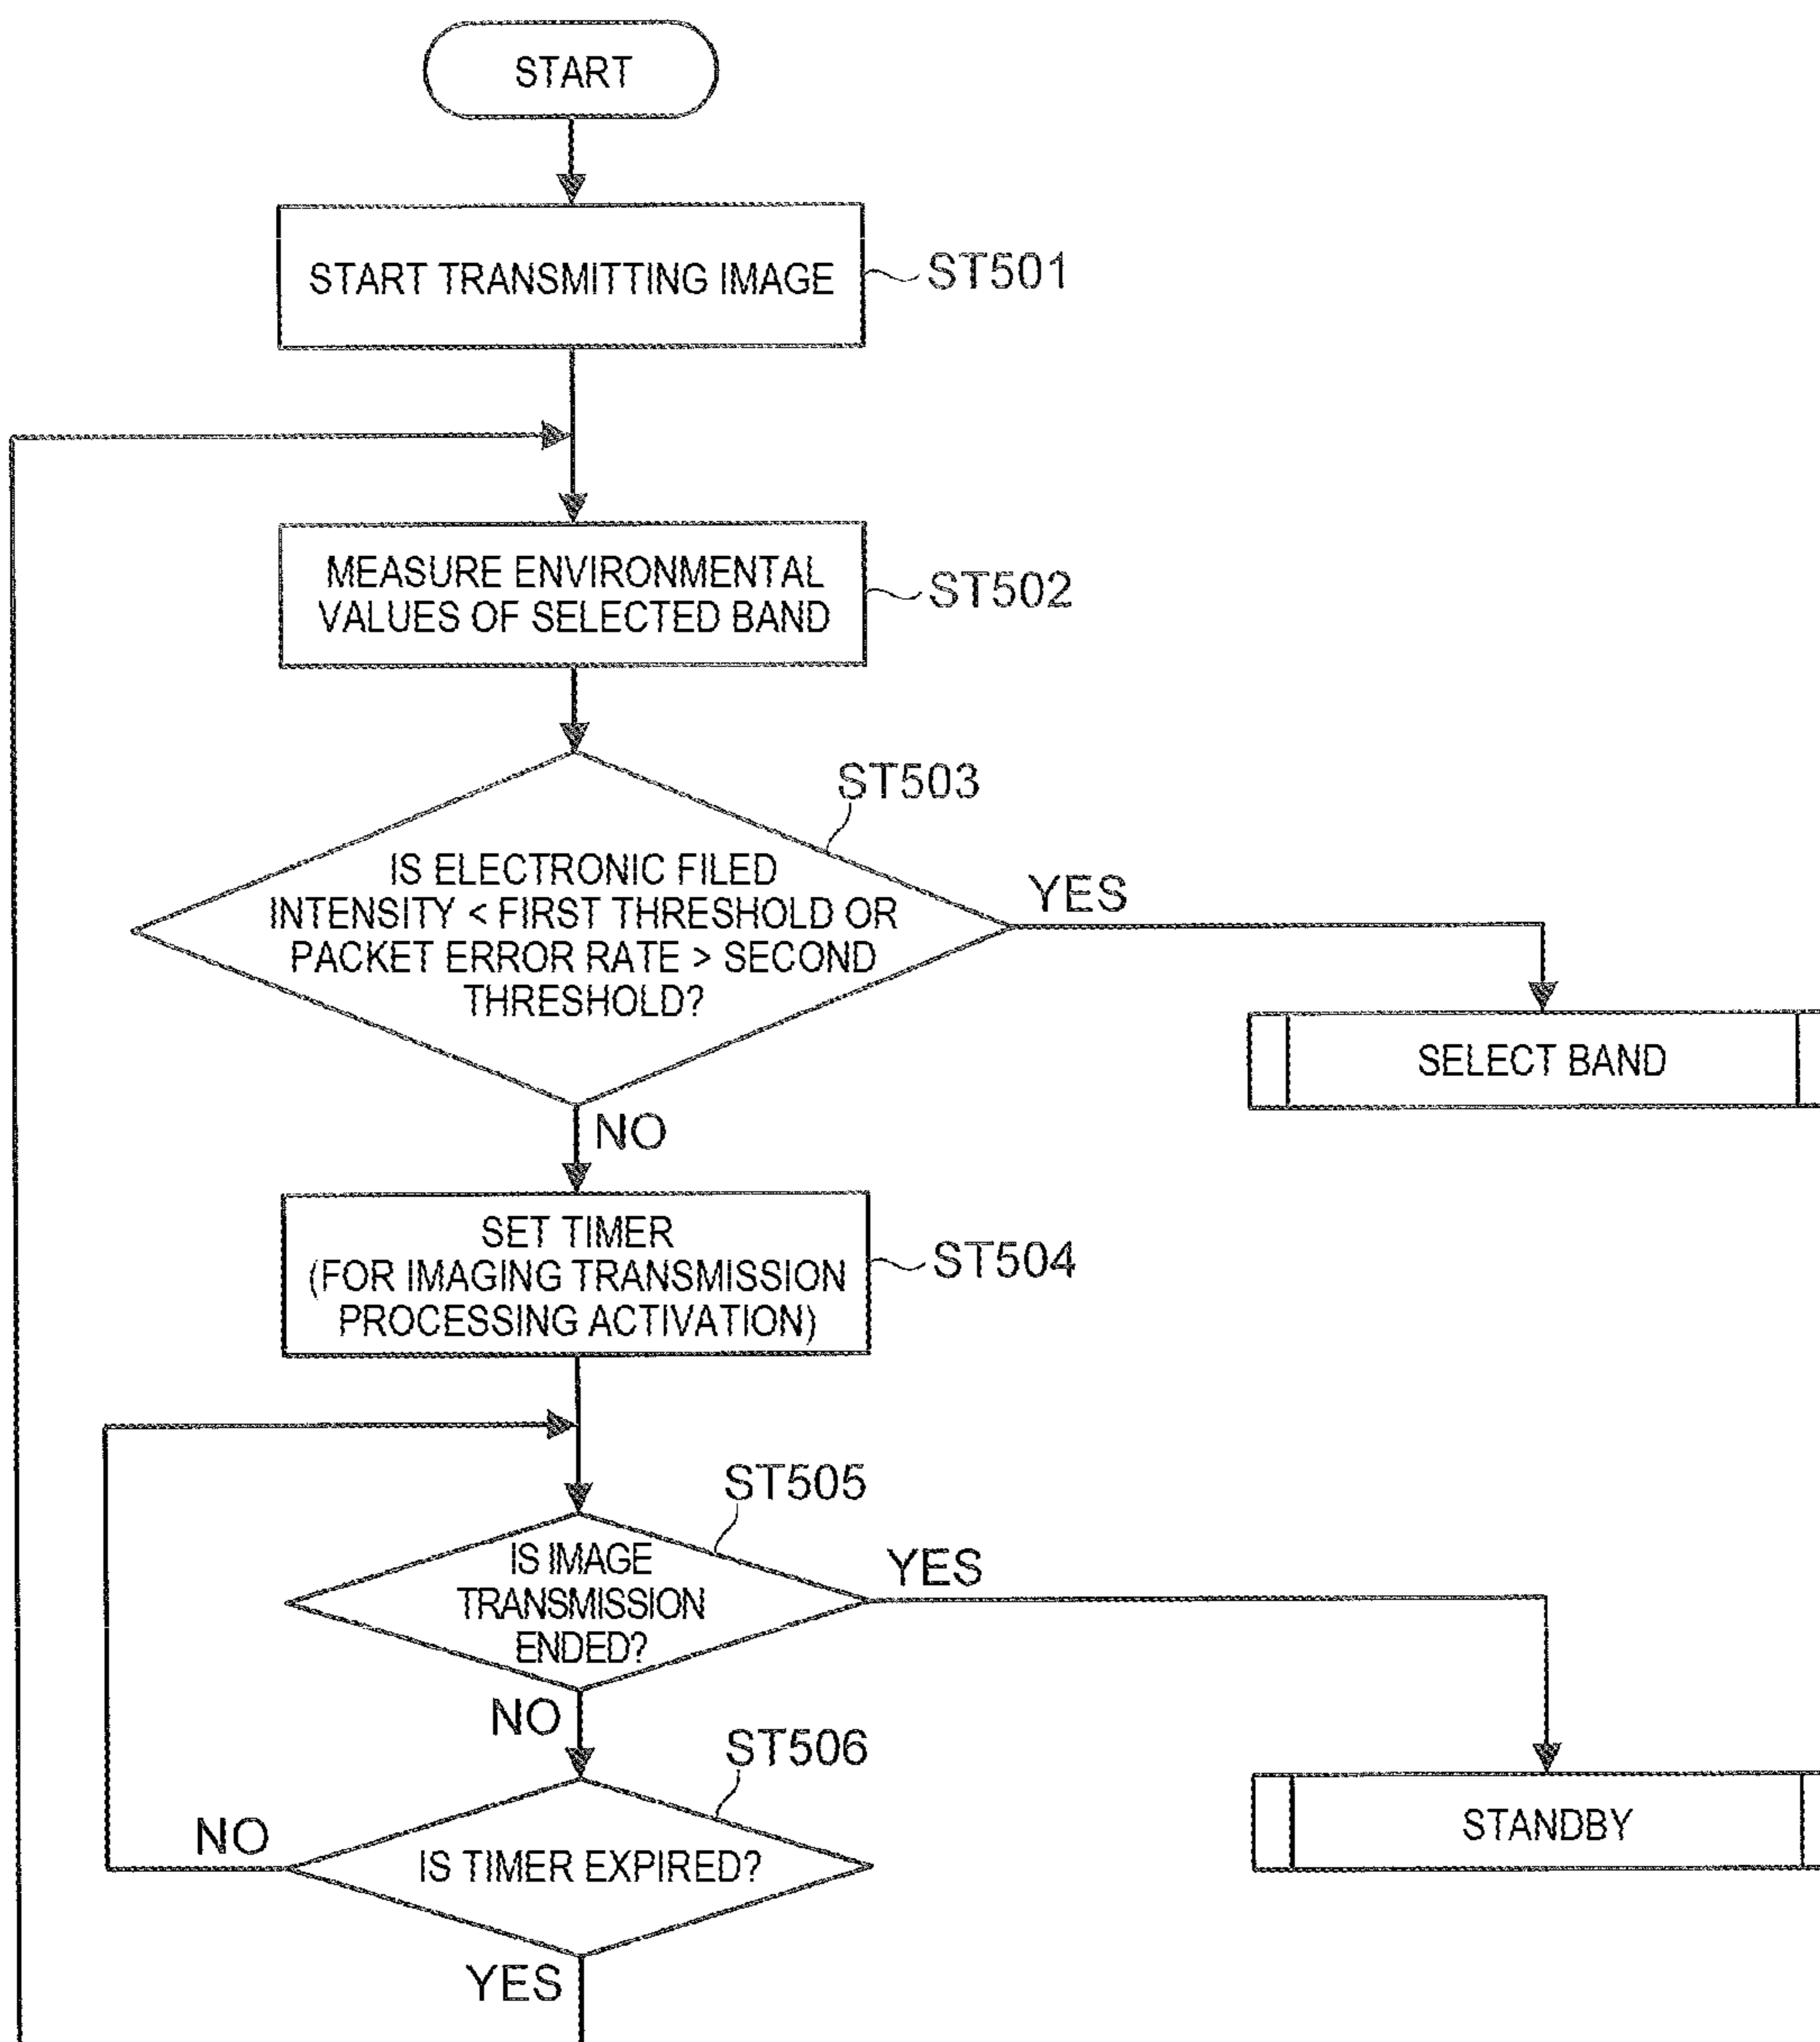 START
START TRANSMITTING IMAGE
ST501
MEASURE ENVIRONMENTAL
VALUES OF SELECTED BAND
ST502
ST503
IS ELECTRONIC FILED
INTENSITY < FIRST THRESHOLD OR
PACKET ERROR RATE > SECOND
THRESHOLD?
YES
SELECT BAND
NO
SET TIMER
(FOR IMAGING TRANSMISSION
PROCESSING ACTIVATION)
ST504
ST505
IS IMAGE
TRANSMISSION
ENDED?
YES
NO
ST506
STANDBY
NO
IS TIMER EXPIRED?
YES